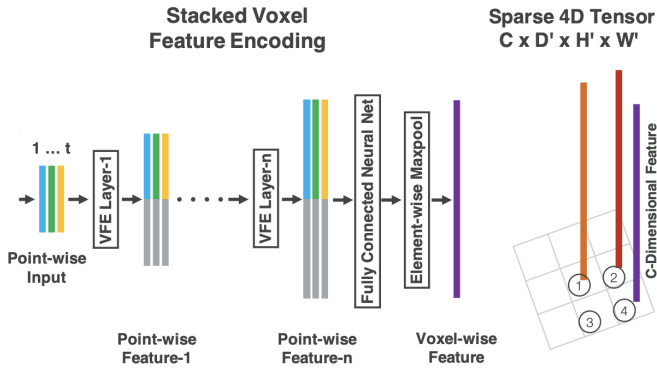 Stacked Voxel
Feature Encoding
Sparse 4D Tensor
C x D' x H' x W'
1 ... t
Point-wise
Input
VFE Layer-1
Point-wise
Feature-1
VFE Layer-n
Point-wise
Feature-n
Fully Connected Neural Net
Element-wise Maxpool
Voxel-wise
Feature
C-Dimensional Feature
1
2
3
4